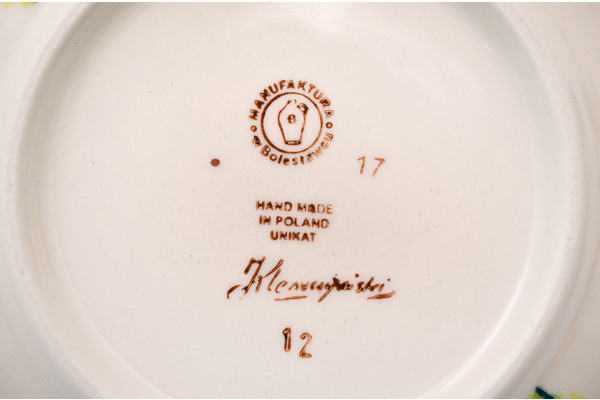 MANUFAKTURA
w Bolesławcu
B
17
HAND MADE
IN POLAND
UNIKAT
12